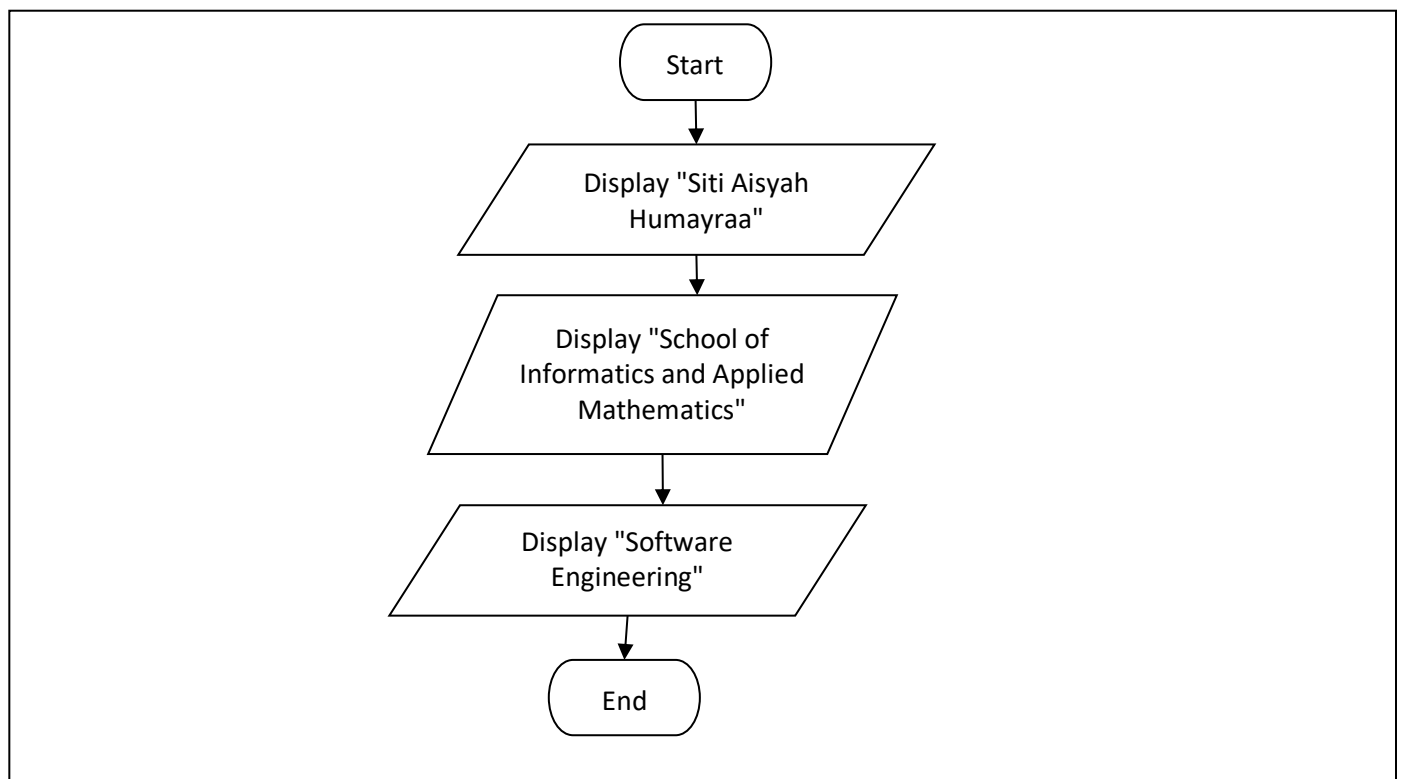 Start
Display "Siti Aisyah
Humayraa"
Display "School of
Informatics and Applied
Mathematics"
Display "Software
Engineering"
End